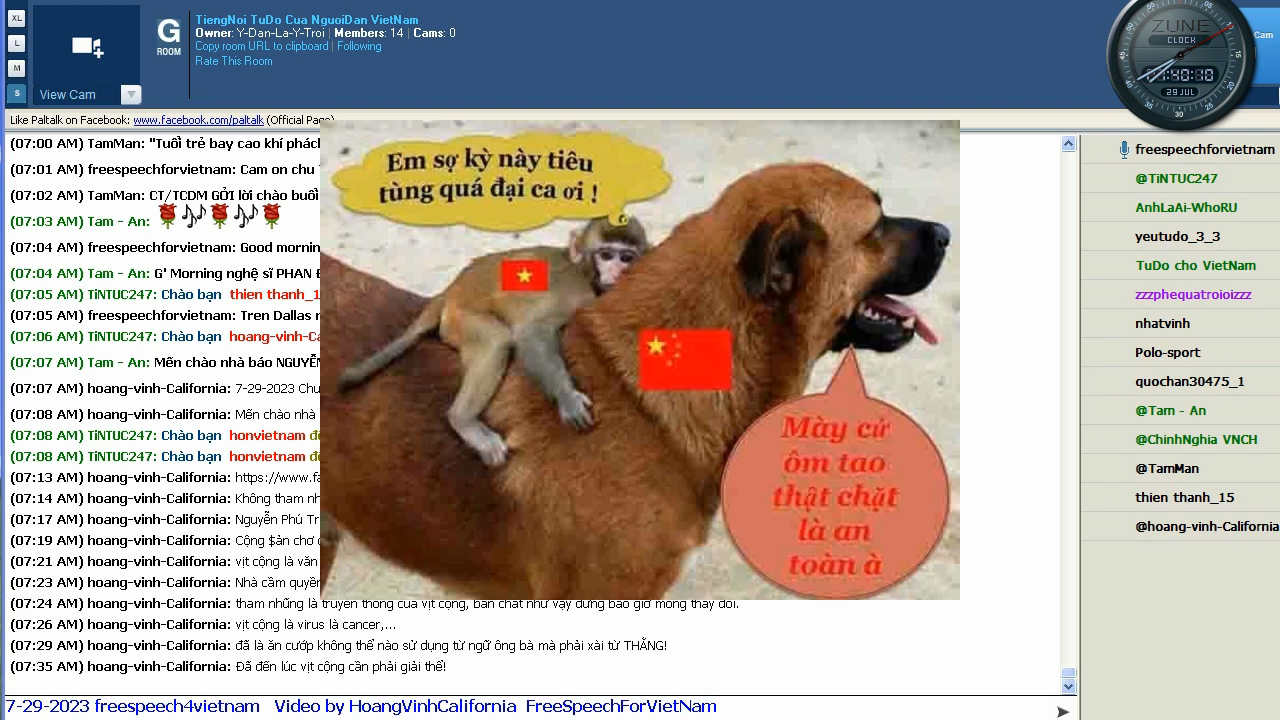 XL
L
M
S
View Cam
G
ROOM
TiengNoi TuDo Cua NguoiDan VietNam
Owner: Y-Dan-La-Y-Troi | Members: 14 | Cams: 0
Copy room URL to clipboard | Following
Rate This Room
ZUNE
CLOCK
29 JUL
Cam
Like Paltalk on Facebook: www.facebook.com/paltalk (Official Page)
(07:00 AM) TamMan: "Tuổi trẻ bay cao khí phách
(07:01 AM) freespeechforvietnam: Cam on chu
(07:02 AM) TamMan: CT/TCDM GỞI lời chào buổi
(07:03 AM) Tam - An:
(07:04 AM) freespeechforvietnam: Good mornin
(07:04 AM) Tam - An: G' Morning nghệ sĩ PHAN
(07:05 AM) TiNTUC247: Chào bạn thien thanh_1
(07:05 AM) freespeechforvietnam: Tren Dallas
(07:06 AM) TiNTUC247: Chào bạn hoang-vinh-Ca
(07:07 AM) Tam - An: Mến chào nhà báo NGUYỄN
(07:07 AM) hoang-vinh-California: 7-29-2023 Chu
(07:08 AM) hoang-vinh-California: Mến chào nhà
(07:08 AM) TiNTUC247: Chào bạn honvietnam
(07:08 AM) TiNTUC247: Chào bạn honvietnam
(07:13 AM) hoang-vinh-California: https://www.fa
(07:14 AM) hoang-vinh-California: Không tham nh
(07:17 AM) hoang-vinh-California: Nguyễn Phú Tr
(07:19 AM) hoang-vinh-California: Cộng $ản chơ
(07:21 AM) hoang-vinh-California: vịt cộng là văn
(07:23 AM) hoang-vinh-California: Nhà cầm quyền
(07:24 AM) hoang-vinh-California: tham nhũng là truyền thống của vịt cộng, bản chất như vậy đừng bao giờ mong thay đổi.
(07:26 AM) hoang-vinh-California: vịt cộng là virus là cancer,...
(07:29 AM) hoang-vinh-California: đã là ăn cướp không thể nào sử dụng từ ngữ ông bà mà phải xài từ THẰNG!
(07:35 AM) hoang-vinh-California: Đã đến lúc vịt cộng cần phải giải thể!
Em sợ kỳ này tiêu
tùng quá đại ca ơi !
Mày cứ
ôm tao
thật chặt
là an
toàn à
freespeechforvietnam
@TiNTUC247
AnhLaAi-WhoRU
yeutudo_3_3
TuDo cho VietNam
zzzphequatroioizzz
nhatvinh
Polo-sport
quochan30475_1
@Tam - An
@ChinhNghia VNCH
@TamMan
thien thanh_15
@hoang-vinh-California
7-29-2023 freespeech4vietnam Video by HoangVinhCalifornia FreeSpeechForVietNam